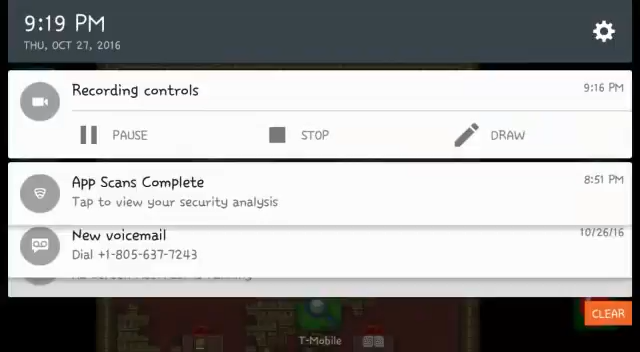 9:19 PM
THU, OCT 27, 2016
Recording controls
9:16 PM
PAUSE
STOP
DRAW
App Scans Complete
8:51 PM
Tap to view your security analysis
New voicemail
10/26/16
Dial +1-805-637-7243
CLEAR
T-Mobile